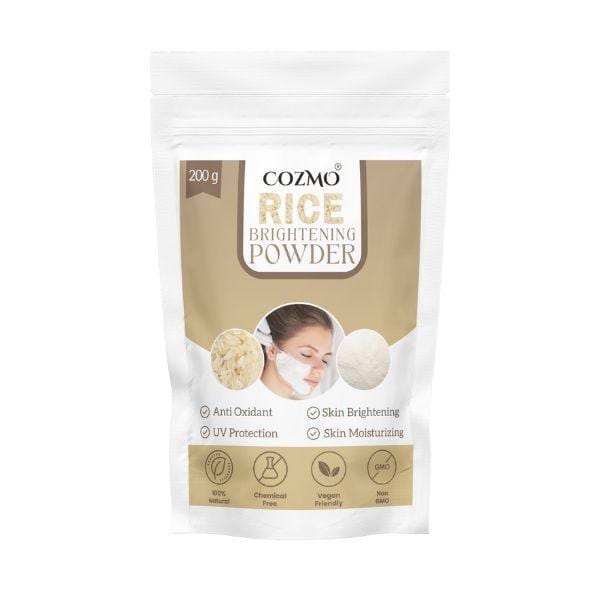 200 g
COZMO®
RICE
BRIGHTENING
POWDER
Anti Oxidant
Skin Brightening
UV Protection
Skin Moisturizing
100%
Natural
Chemical
Free
Vegan
Friendly
GMO
Non
GMO